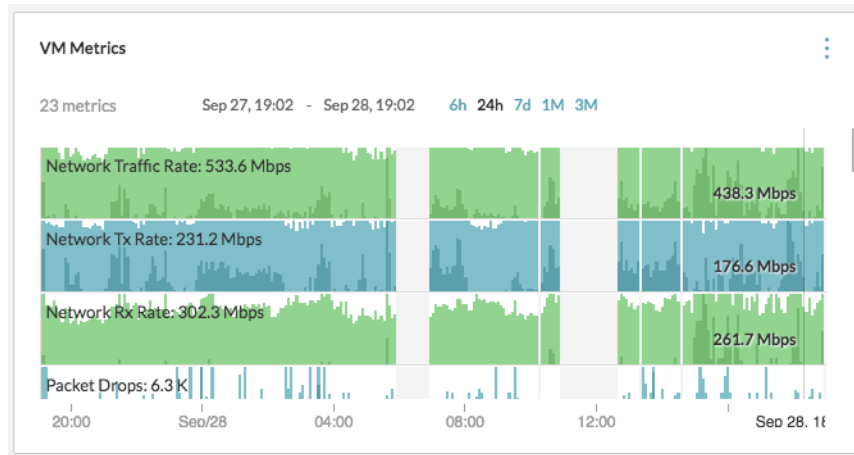 VM Metrics
23 metrics Sep 27, 19:02 - Sep 28, 19:02 6h 24h 7d 1M 3M
Network Traffic Rate: 533.6 Mbps
438.3 Mbps
Network Tx Rate: 231.2 Mbps
176.6 Mbps
Network Rx Rate: 302.3 Mbps
261.7 Mbps
Packet Drops: 6.3 K
20:00 Sep/28 04:00 08:00 12:00 Sep 28, 18